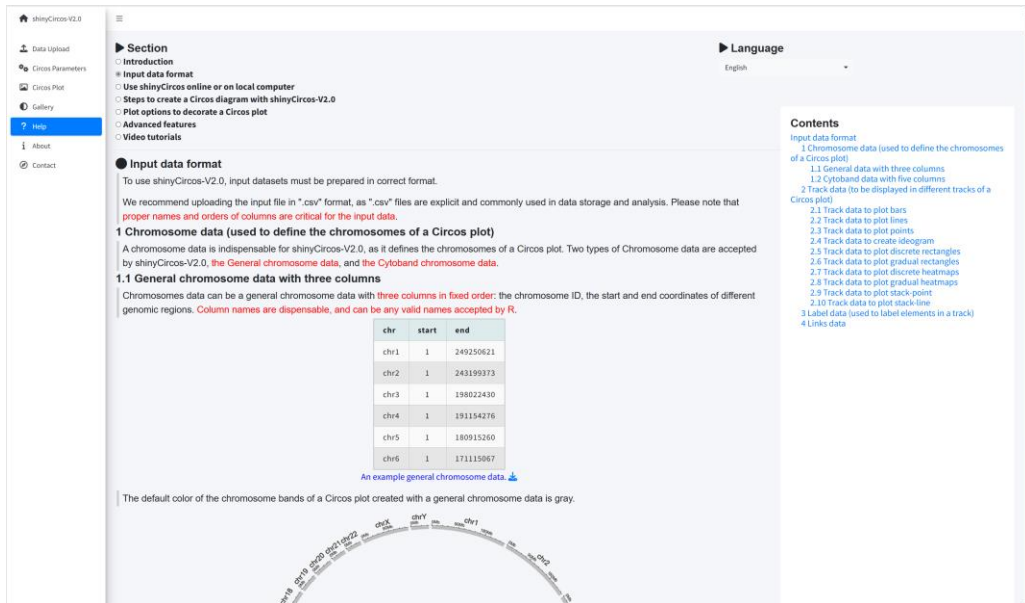 shinyCircos-V2.0
Data Upload
Circos Parameters
Circos Plot
Gallery
Help
About
Contact
Section
Introduction
Input data format
Use shinyCircos online or on local computer
Steps to create a Circos diagram with shinyCircos-V2.0
Plot options to decorate a Circos plot
Advanced features
Video tutorials
Language
English
Input data format
To use shinyCircos-V2.0, input datasets must be prepared in correct format.
We recommend uploading the input file in ".csv" format, as ".csv" files are explicit and commonly used in data storage and analysis. Please note that
proper names and orders of columns are critical for the input data.
1 Chromosome data (used to define the chromosomes of a Circos plot)
A chromosome data is indispensable for shinyCircos-V2.0, as it defines the chromosomes of a Circos plot. Two types of Chromosome data are accepted
by shinyCircos-V2.0, the General chromosome data, and the Cytoband chromosome data.
1.1 General chromosome data with three columns
Chromosomes data can be a general chromosome data with three columns in fixed order: the chromosome ID, the start and end coordinates of different
genomic regions. Column names are dispensable, and can be any valid names accepted by R.
chr start end
chr1 1 249250621
chr2 1 243199373
chr3 1 198022430
chr4 1 191154276
chr5 1 180915260
chr6 1 171115067
An example general chromosome data.
The default color of the chromosome bands of a Circos plot created with a general chromosome data is gray.
chr18
chr19
chr20
chr21
chr22
chrX
chrY
chr1
chr2
Contents
Input data format
1 Chromosome data (used to define the chromosomes
of a Circos plot)
1.1 General data with three columns
1.2 Cytoband data with five columns
2 Track data (to be displayed in different tracks of a
Circos plot)
2.1 Track data to plot bars
2.2 Track data to plot lines
2.3 Track data to plot points
2.4 Track data to create ideogram
2.5 Track data to plot discrete rectangles
2.6 Track data to plot gradual rectangles
2.7 Track data to plot discrete heatmaps
2.8 Track data to plot gradual heatmaps
2.9 Track data to plot stack-point
2.10 Track data to plot stack-line
3 Label data (used to label elements in a track)
4 Links data